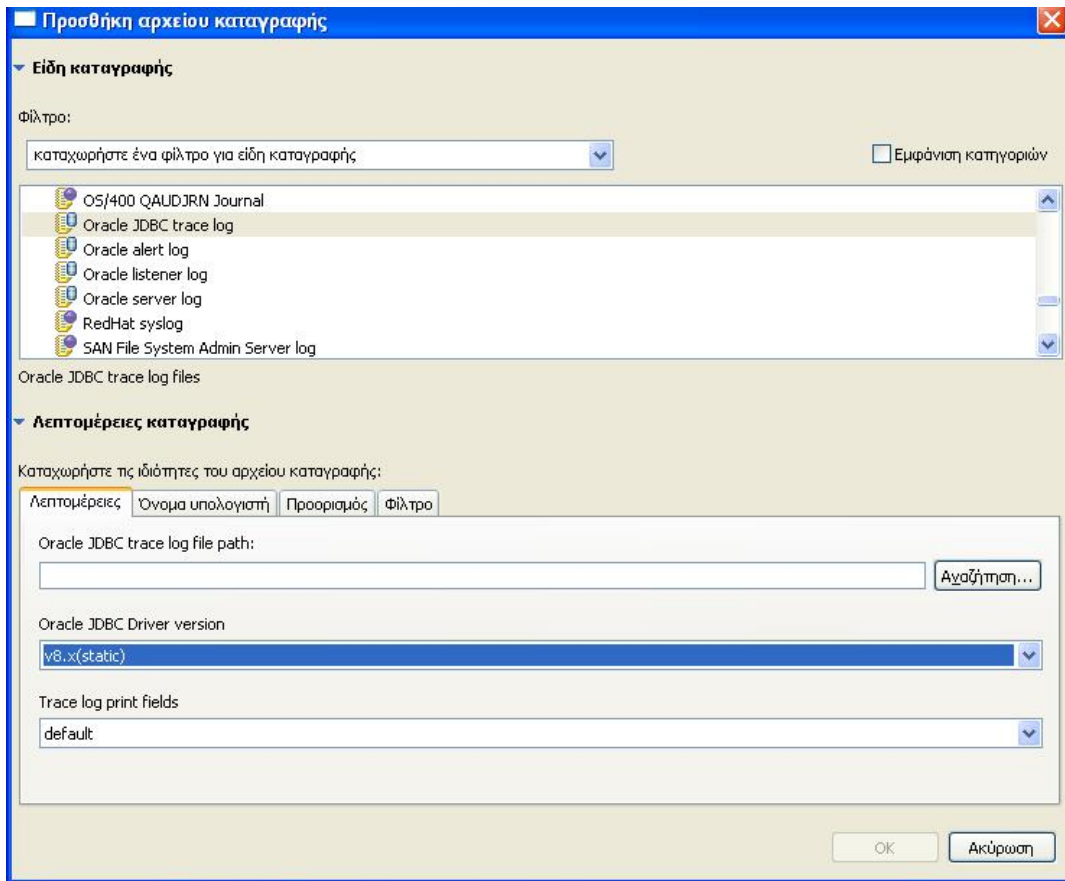 Προσθήκη αρχείου καταγραφής
Είδη καταγραφής
Φίλτρο:
καταχωρήστε ένα φίλτρο για είδη καταγραφής
Εμφάνιση κατηγοριών
OS/400 QAUDJRN Journal
Oracle JDBC trace log
Oracle alert log
Oracle listener log
Oracle server log
RedHat syslog
SAN File System Admin Server log
Oracle JDBC trace log files
Λεπτομέρειες καταγραφής
Καταχωρήστε τις ιδιότητες του αρχείου καταγραφής:
Λεπτομέρειες Όνομα υπολογιστή Προορισμός Φίλτρο
Oracle JDBC trace log file path:
Αναζήτηση...
Oracle JDBC Driver version
v8.x(static)
Trace log print fields
default
OK Ακύρωση